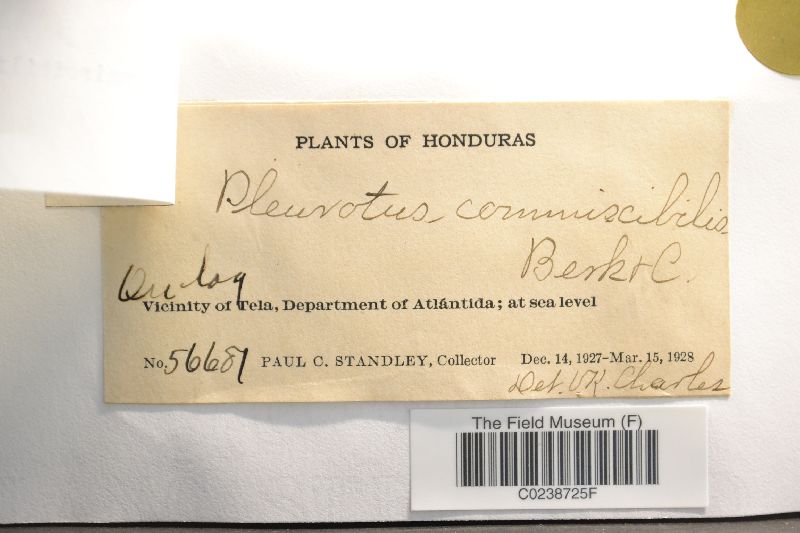 PLANTS OF HONDURAS
Pleurotus commiscibilis
Berk & C.
On log
Vicinity of Tela, Department of Atlántida; at sea level
No. 56687 PAUL C. STANDLEY, Collector Dec. 14, 1927–Mar. 15, 1928
Det. V.K. Charles
The Field Museum (F)
C0238725F